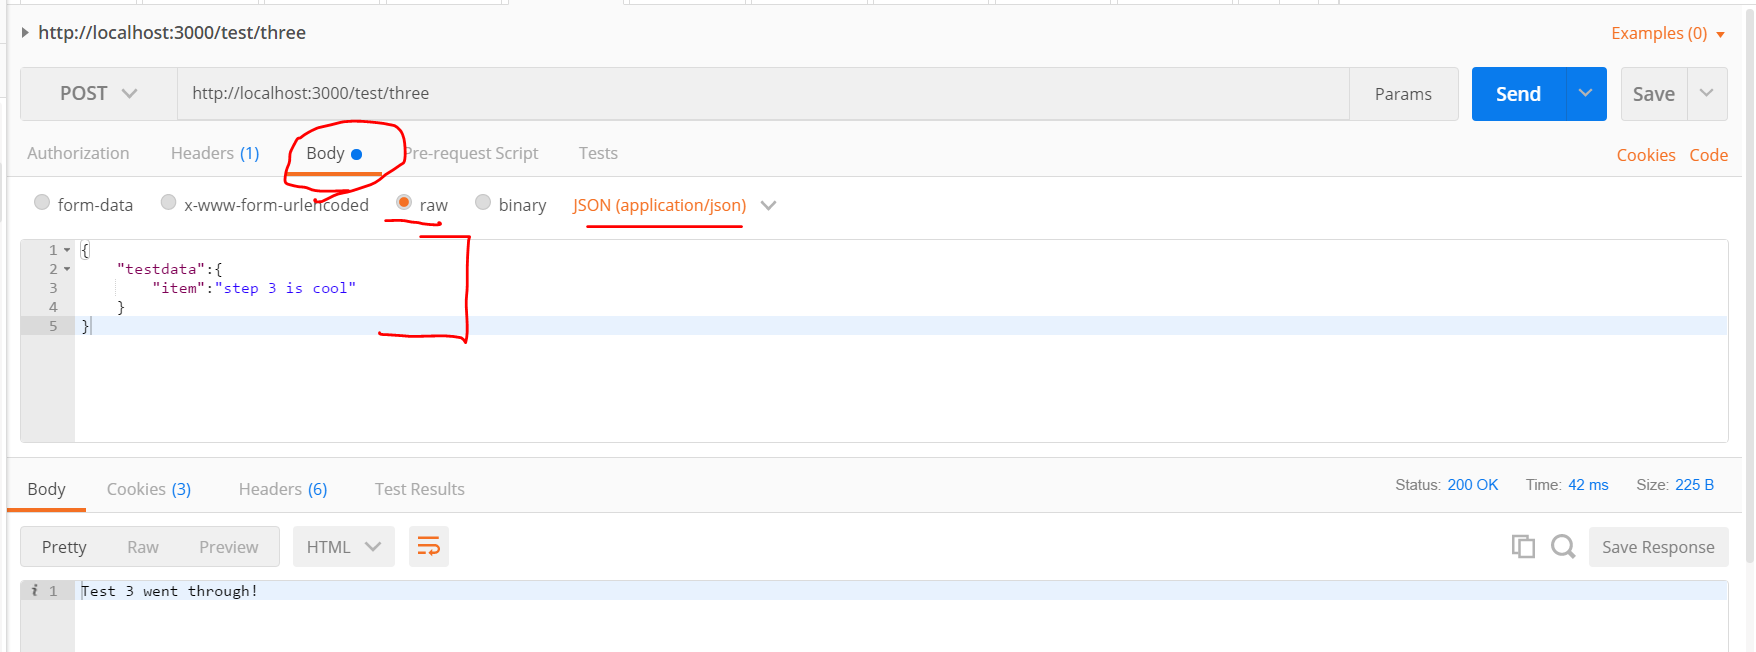 http://localhost:3000/test/three Examples (0)
POST http://localhost:3000/test/three Params Send Save
Authorization Headers (1) Body Pre-request Script Tests Cookies Code
form-data x-www-form-urlencoded raw binary JSON (application/json)
1 {
2 "testdata":{
3 "item":"step 3 is cool"
4 }
5 }
Body Cookies (3) Headers (6) Test Results Status: 200 OK Time: 42 ms Size: 225 B
Pretty Raw Preview HTML Save Response
i 1 Test 3 went through!